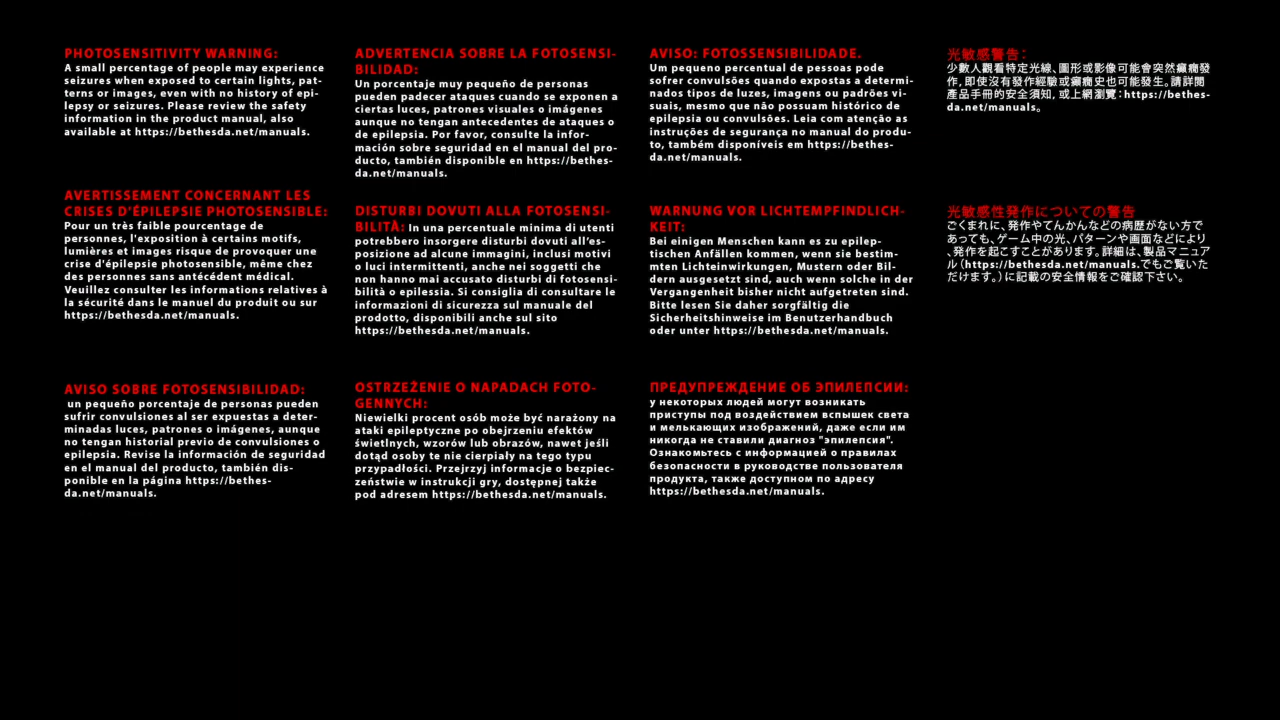 PHOTOSENSITIVITY WARNING:
A small percentage of people may experience
seizures when exposed to certain lights, pat-
terns or images, even with no history of epi-
lepsy or seizures. Please review the safety
information in the product manual, also
available at https://bethesda.net/manuals.
ADVERTENCIA SOBRE LA FOTOSENSI-
BILIDAD:
Un porcentaje muy pequeño de personas
pueden padecer ataques cuando se exponen a
ciertas luces, patrones visuales o imágenes
aunque no tengan antecedentes de ataques o
de epilepsia. Por favor, consulte la infor-
mación sobre seguridad en el manual del pro-
ducto, también disponible en https://bethes-
da.net/manuals.
AVISO: FOTOSSENSIBILIDADE.
Um pequeno percentual de pessoas pode
sofrer convulsões quando expostas a determi-
nados tipos de luzes, imagens ou padrões vi-
suais, mesmo que não possuam histórico de
epilepsia ou convulsões. Leia com atenção as
instruções de segurança no manual do produ-
to, também disponíveis em https://bethes-
da.net/manuals.
光敏感警告：
少數人觀看特定光線、圖形或影像可能會突然癲癇發
作，即使沒有發作經驗或癲癇史也可能發生。請詳閱
產品手冊的安全須知，或上網瀏覽：https://bethes-
da.net/manuals。
AVERTISSEMENT CONCERNANT LES
CRISES D'ÉPILEPSIE PHOTOSENSIBLE:
Pour un très faible pourcentage de
personnes, l'exposition à certains motifs,
lumières et images risque de provoquer une
crise d'épilepsie photosensible, même chez
des personnes sans antécédent médical.
Veuillez consulter les informations relatives à
la sécurité dans le manuel du produit ou sur
https://bethesda.net/manuals.
DISTURBI DOVUTI ALLA FOTOSENSI-
BILITÀ: In una percentuale minima di utenti
potrebbero insorgere disturbi dovuti all'es-
posizione ad alcune immagini, inclusi motivi
o luci intermittenti, anche nei soggetti che
non hanno mai accusato disturbi di fotosensi-
bilità o epilessia. Si consiglia di consultare le
informazioni di sicurezza sul manuale del
prodotto, disponibili anche sul sito
https://bethesda.net/manuals.
WARNUNG VOR LICHTEMPFINDLICH-
KEIT:
Bei einigen Menschen kann es zu epilep-
tischen Anfällen kommen, wenn sie bestim-
mten Lichteinwirkungen, Mustern oder Bil-
dern ausgesetzt sind, auch wenn solche in der
Vergangenheit bisher nicht aufgetreten sind.
Bitte lesen Sie daher sorgfältig die
Sicherheitshinweise im Benutzerhandbuch
oder unter https://bethesda.net/manuals.
光敏感性発作についての警告
ごくまれに、発作やてんかんなどの病歴がない方で
あっても、ゲーム中の光、パターンや画面などにより
、発作を起こすことがあります。詳細は、製品マニュア
ル（https://bethesda.net/manuals.でもご覧いた
だけます。）に記載の安全情報をご確認下さい。
AVISO SOBRE FOTOSENSIBILIDAD:
un pequeño porcentaje de personas pueden
sufrir convulsiones al ser expuestas a deter-
minadas luces, patrones o imágenes, aunque
no tengan historial previo de convulsiones o
epilepsia. Revise la información de seguridad
en el manual del producto, también dis-
ponible en la página https://bethes-
da.net/manuals.
OSTRZEŻENIE O NAPADACH FOTO-
GENNYCH:
Niewielki procent osób może być narażony na
ataki epileptyczne po obejrzeniu efektów
świetlnych, wzorów lub obrazów, nawet jeśli
dotąd osoby te nie cierpiały na tego typu
przypadłości. Przejrzyj informacje o bezpiec-
zeństwie w instrukcji gry, dostępnej także
pod adresem https://bethesda.net/manuals.
ПРЕДУПРЕЖДЕНИЕ ОБ ЭПИЛЕПСИИ:
у некоторых людей могут возникать
приступы под воздействием вспышек света
и мелькающих изображений, даже если им
никогда не ставили диагноз "эпилепсия".
Ознакомьтесь с информацией о правилах
безопасности в руководстве пользователя
продукта, также доступном по адресу
https://bethesda.net/manuals.